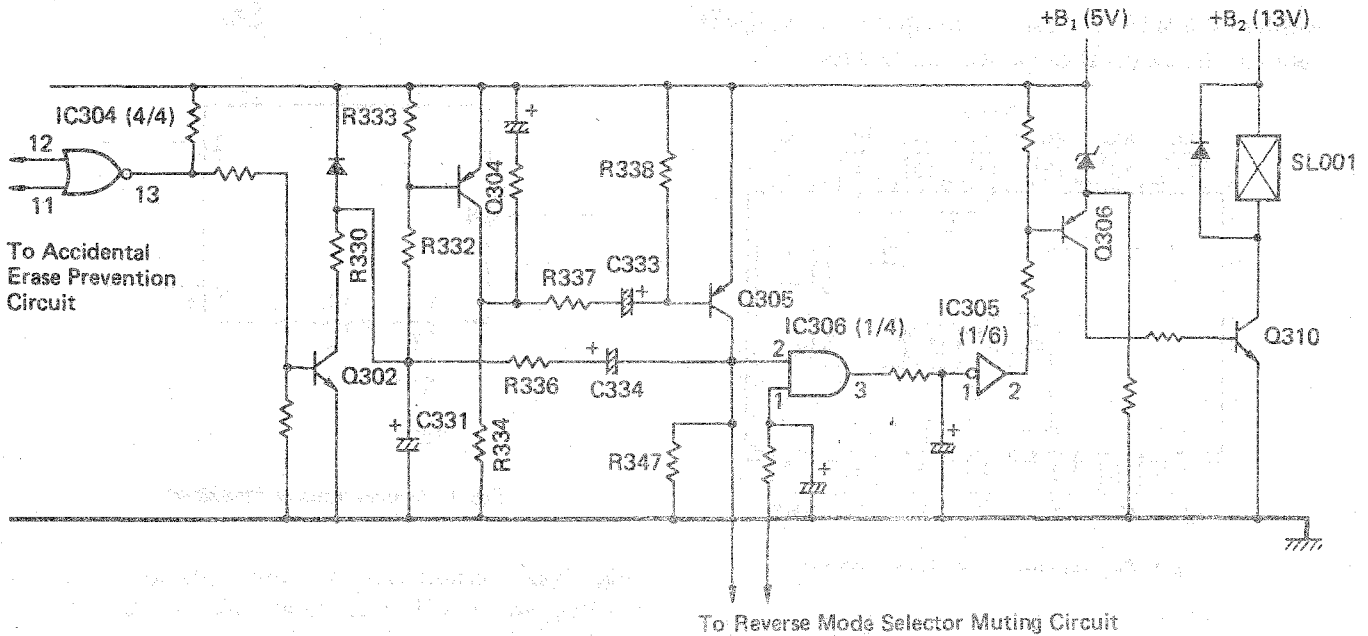 +B₁ (5V)
+B₂ (13V)
IC304 (4/4)
12
11
13
To Accidental
Erase Prevention
Circuit
R333
Q304
R338
SL001
R330
R332
R337
C333
Q305
Q306
IC306 (1/4)
IC305
(1/6)
Q310
Q302
R336
C334
2
1
3
1
2
C331
R334
R347
To Reverse Mode Selector Muting Circuit